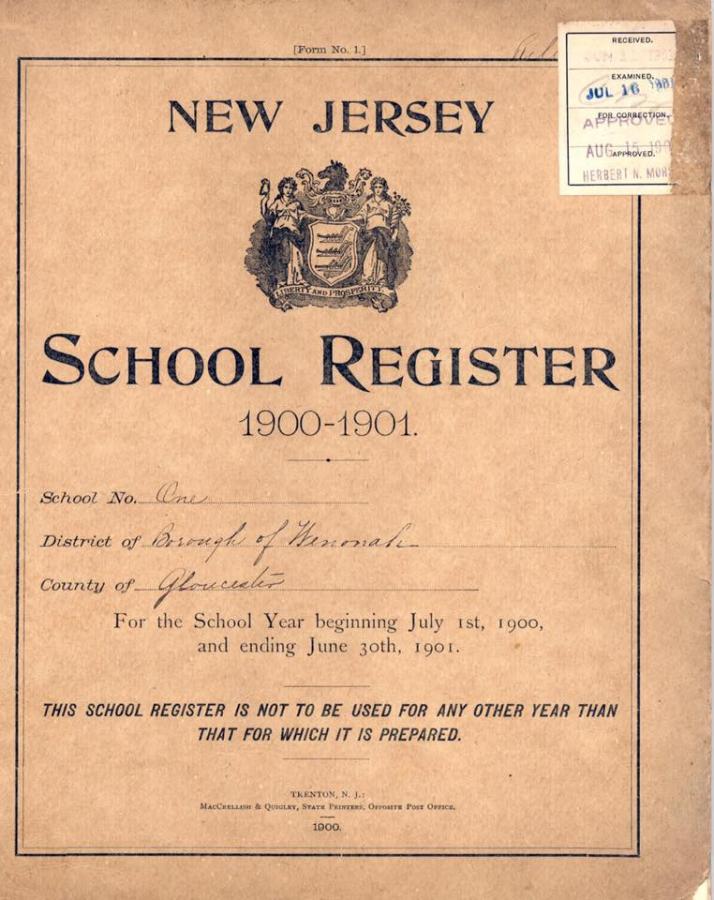 [Form No. 1.]
RECEIVED.
EXAMINED.
JUL 16 1901
FOR CORRECTION.
APPROVED
AUG 15 190
APPROVED.
HERBERT N. MOR
NEW JERSEY
LIBERTY AND PROSPERITY
SCHOOL REGISTER
1900-1901.
School No. One
District of Borough of Wenonah
County of Gloucester
For the School Year beginning July 1st, 1900,
and ending June 30th, 1901.
THIS SCHOOL REGISTER IS NOT TO BE USED FOR ANY OTHER YEAR THAN
THAT FOR WHICH IT IS PREPARED.
TRENTON, N. J.:
MacCrellish & Quigley, State Printers, Opposite Post Office.
1900.